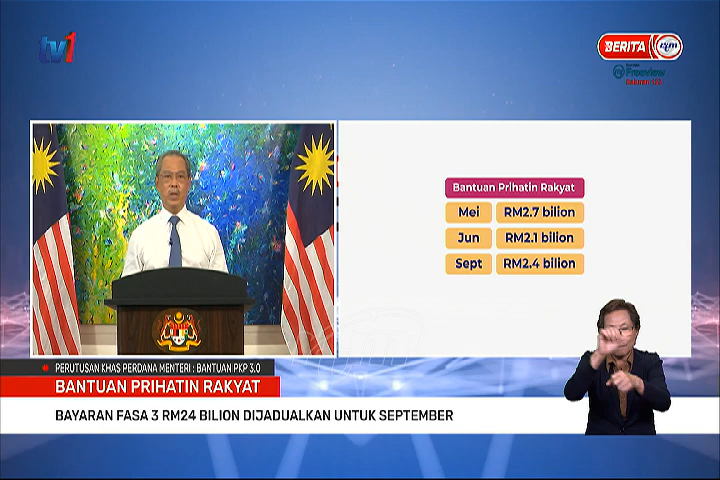 tv1
BERITA rtm
Freeview
Bantuan Prihatin Rakyat
Mei RM2.7 bilion
Jun RM2.1 bilion
Sept RM2.4 bilion
PERUTUSAN KHAS PERDANA MENTERI : BANTUAN PKP 3.0
BANTUAN PRIHATIN RAKYAT
BAYARAN FASA 3 RM24 BILION DIJADUALKAN UNTUK SEPTEMBER